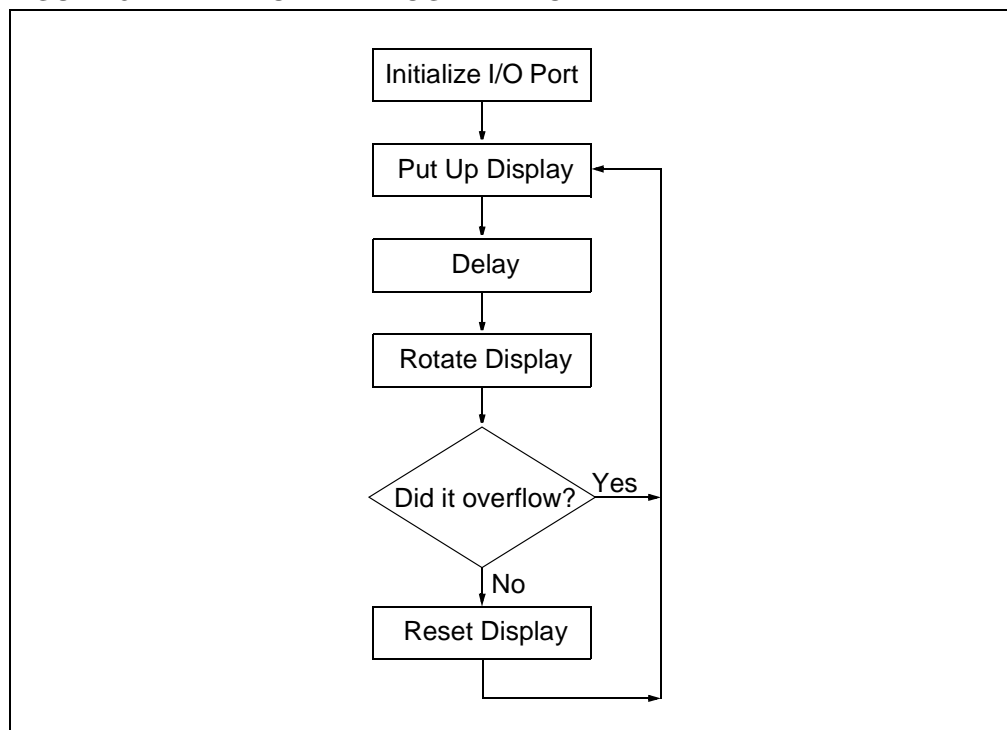 Initialize I/O Port
Put Up Display
Delay
Rotate Display
Did it overflow?
Yes
No
Reset Display